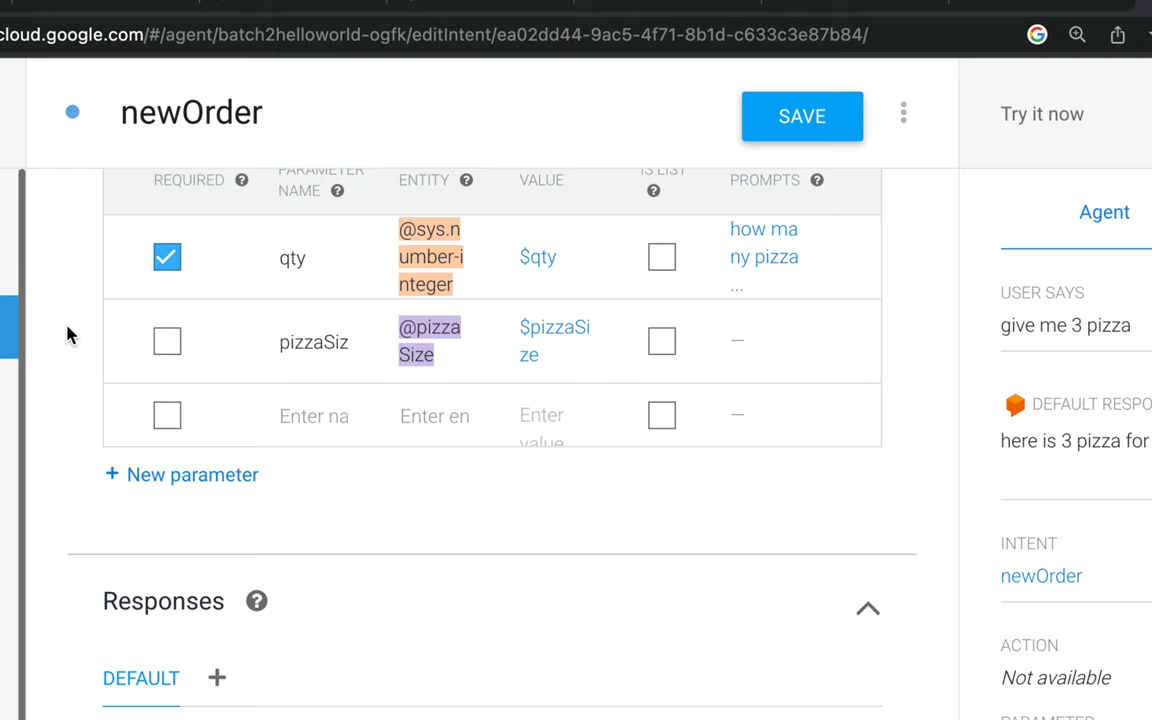 cloud.google.com/#/agent/batch2helloworld-ogfk/editIntent/ea02dd44-9ac5-4f71-8b1d-c633c3e87b84/
newOrder
SAVE
Try it now
REQUIRED
PARAMETER
NAME
ENTITY
VALUE
IS LIST
PROMPTS
qty
@sys.n
umber-i
nteger
$qty
how ma
ny pizza
...
pizzaSiz
@pizza
Size
$pizzaSi
ze
—
Enter na
Enter en
Enter
value
—
+ New parameter
Responses
DEFAULT +
Agent
USER SAYS
give me 3 pizza
DEFAULT RESPO
here is 3 pizza for
INTENT
newOrder
ACTION
Not available
PARAMETER